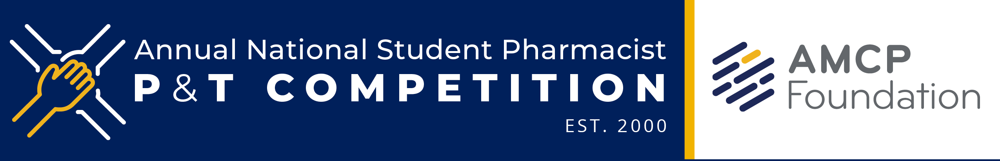 Annual National Student Pharmacist
P & T COMPETITION
EST. 2000
AMCP
Foundation